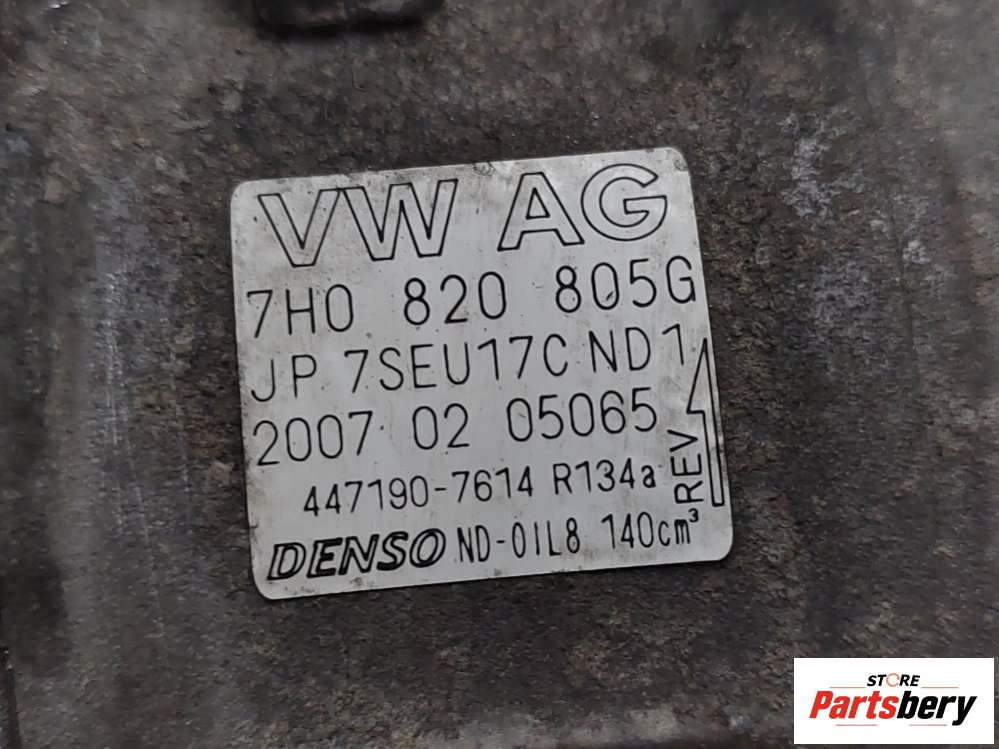 VW AG
7H0 820 805G
JP 7SEU17C ND1
2007 02 05065
REV
447190-7614 R134a
DENSO ND-OIL8 140cm³
STORE
Partsbery